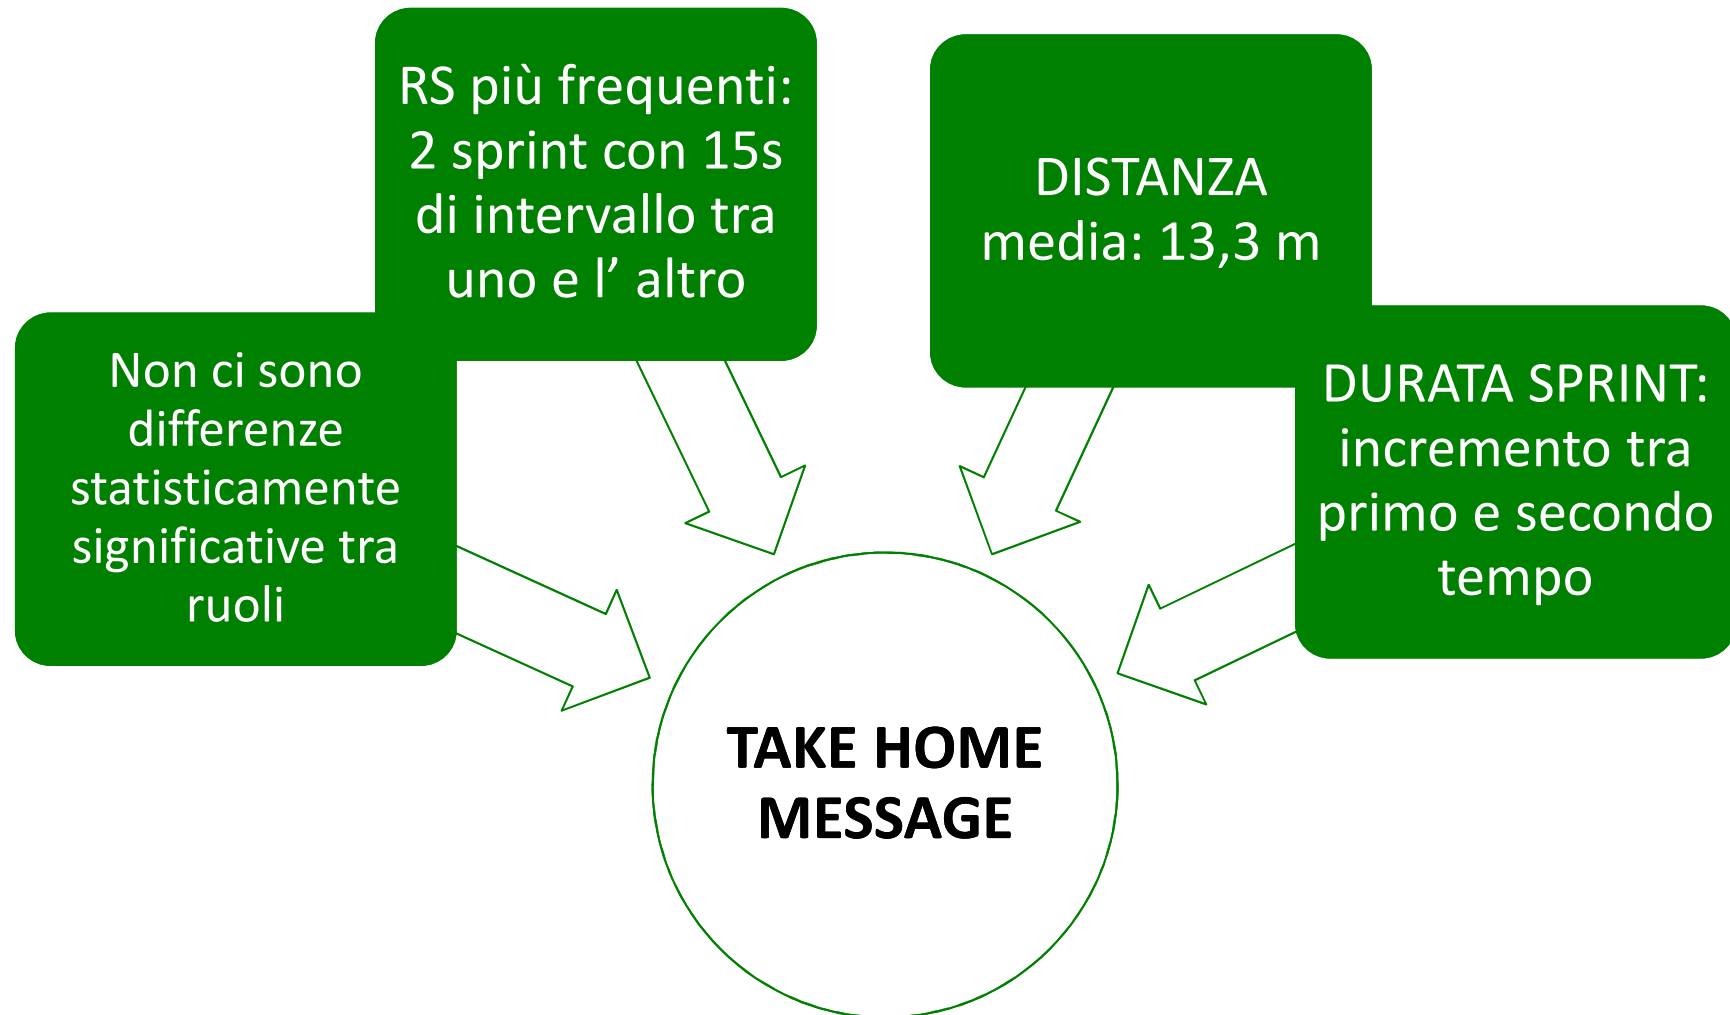 RS più frequenti:
2 sprint con 15s
di intervallo tra
uno e l’ altro
DISTANZA
media: 13,3 m
Non ci sono
differenze
statisticamente
significative tra
ruoli
DURATA SPRINT:
incremento tra
primo e secondo
tempo
TAKE HOME
MESSAGE